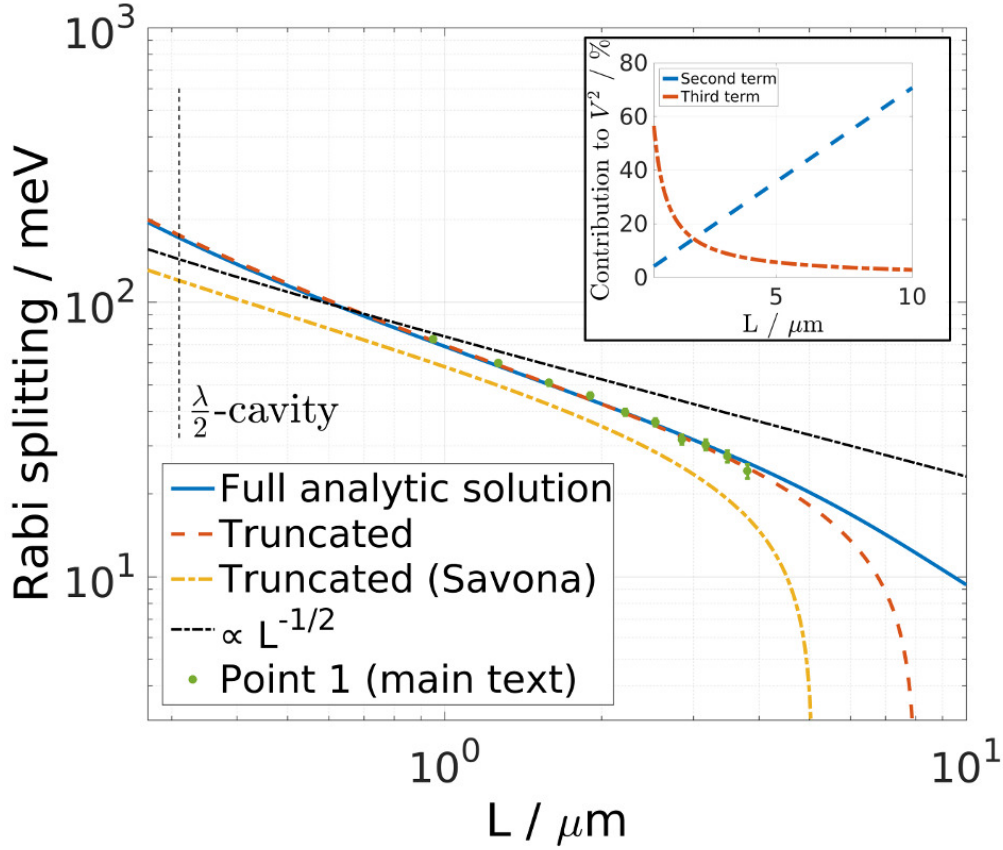 Rabi splitting / meV
10³
10²
10¹
λ/2-cavity
Full analytic solution
Truncated
Truncated (Savona)
∝ L⁻¹/²
Point 1 (main text)
10⁰
10¹
L / μm
Contribution to V² / %
80
60
40
20
0
Second term
Third term
5
10
L / μm